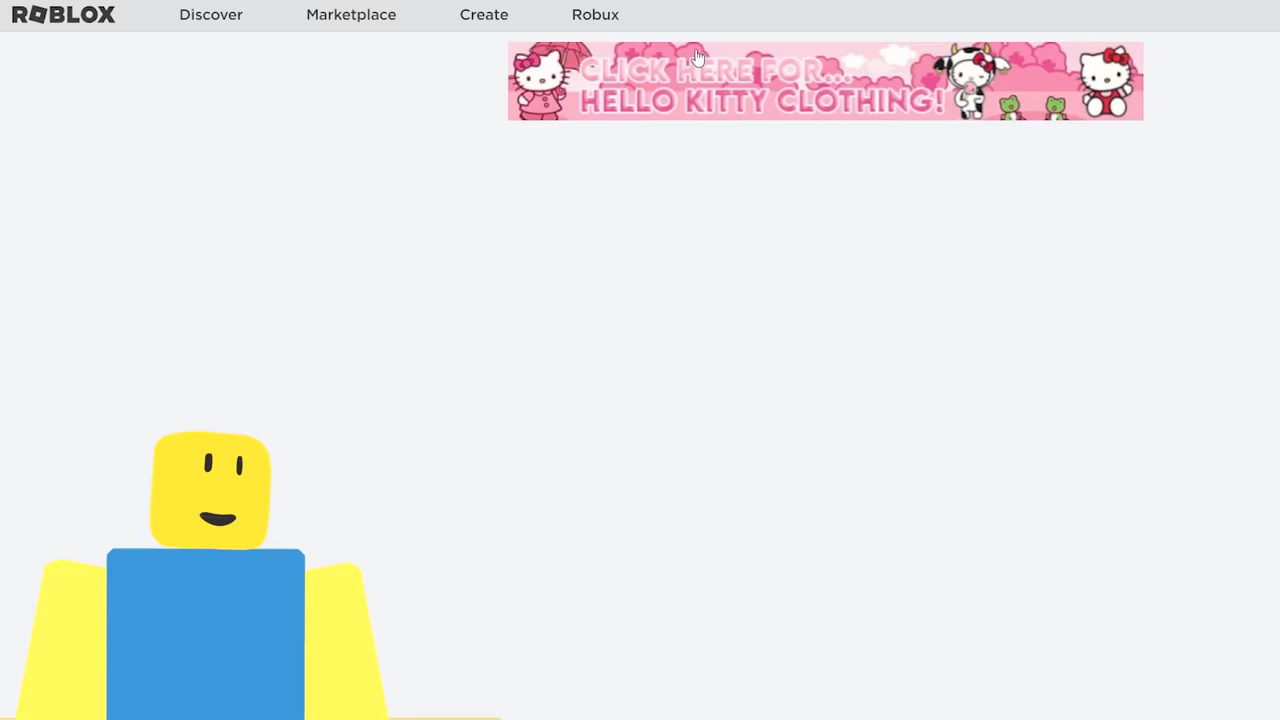 ROBLOX Discover Marketplace Create Robux
CLICK HERE FOR...
HELLO KITTY CLOTHING!